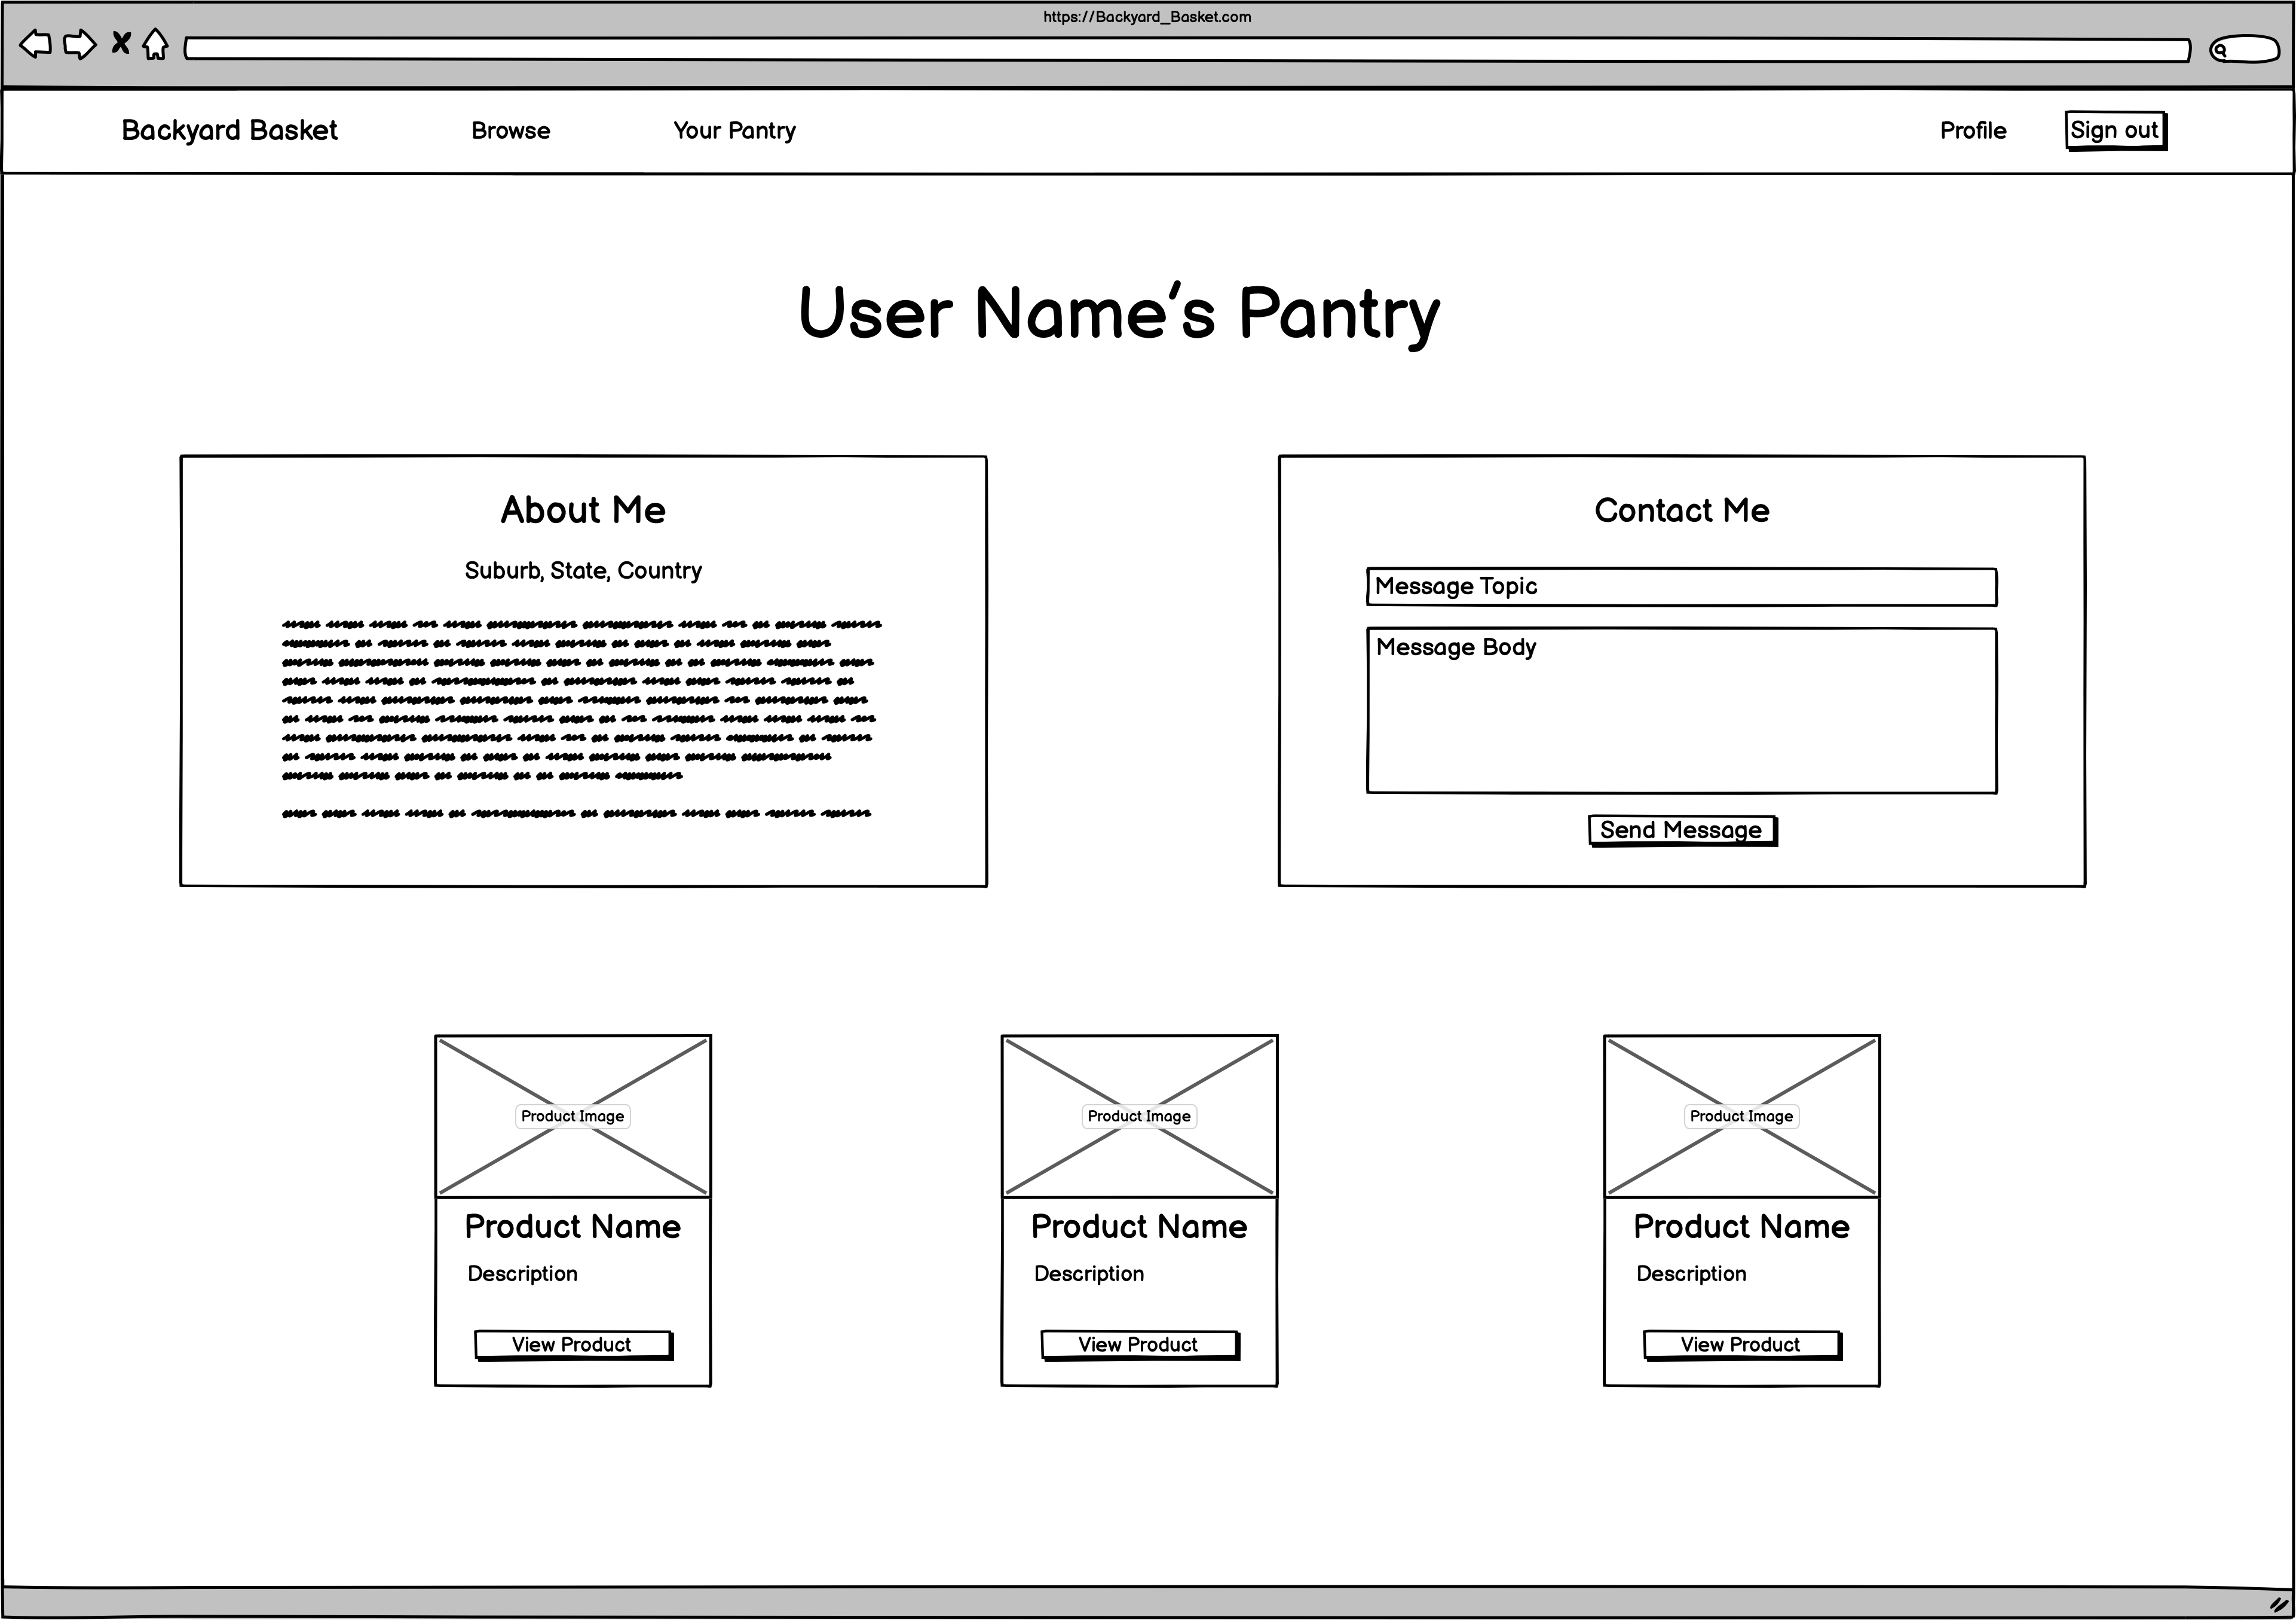 https://Backyard_Basket.com
Backyard Basket Browse Your Pantry Profile Sign out
User Name's Pantry
About Me
Suburb, State, Country
Contact Me
Message Topic
Message Body
Send Message
Product Image
Product Name
Description
View Product
Product Image
Product Name
Description
View Product
Product Image
Product Name
Description
View Product